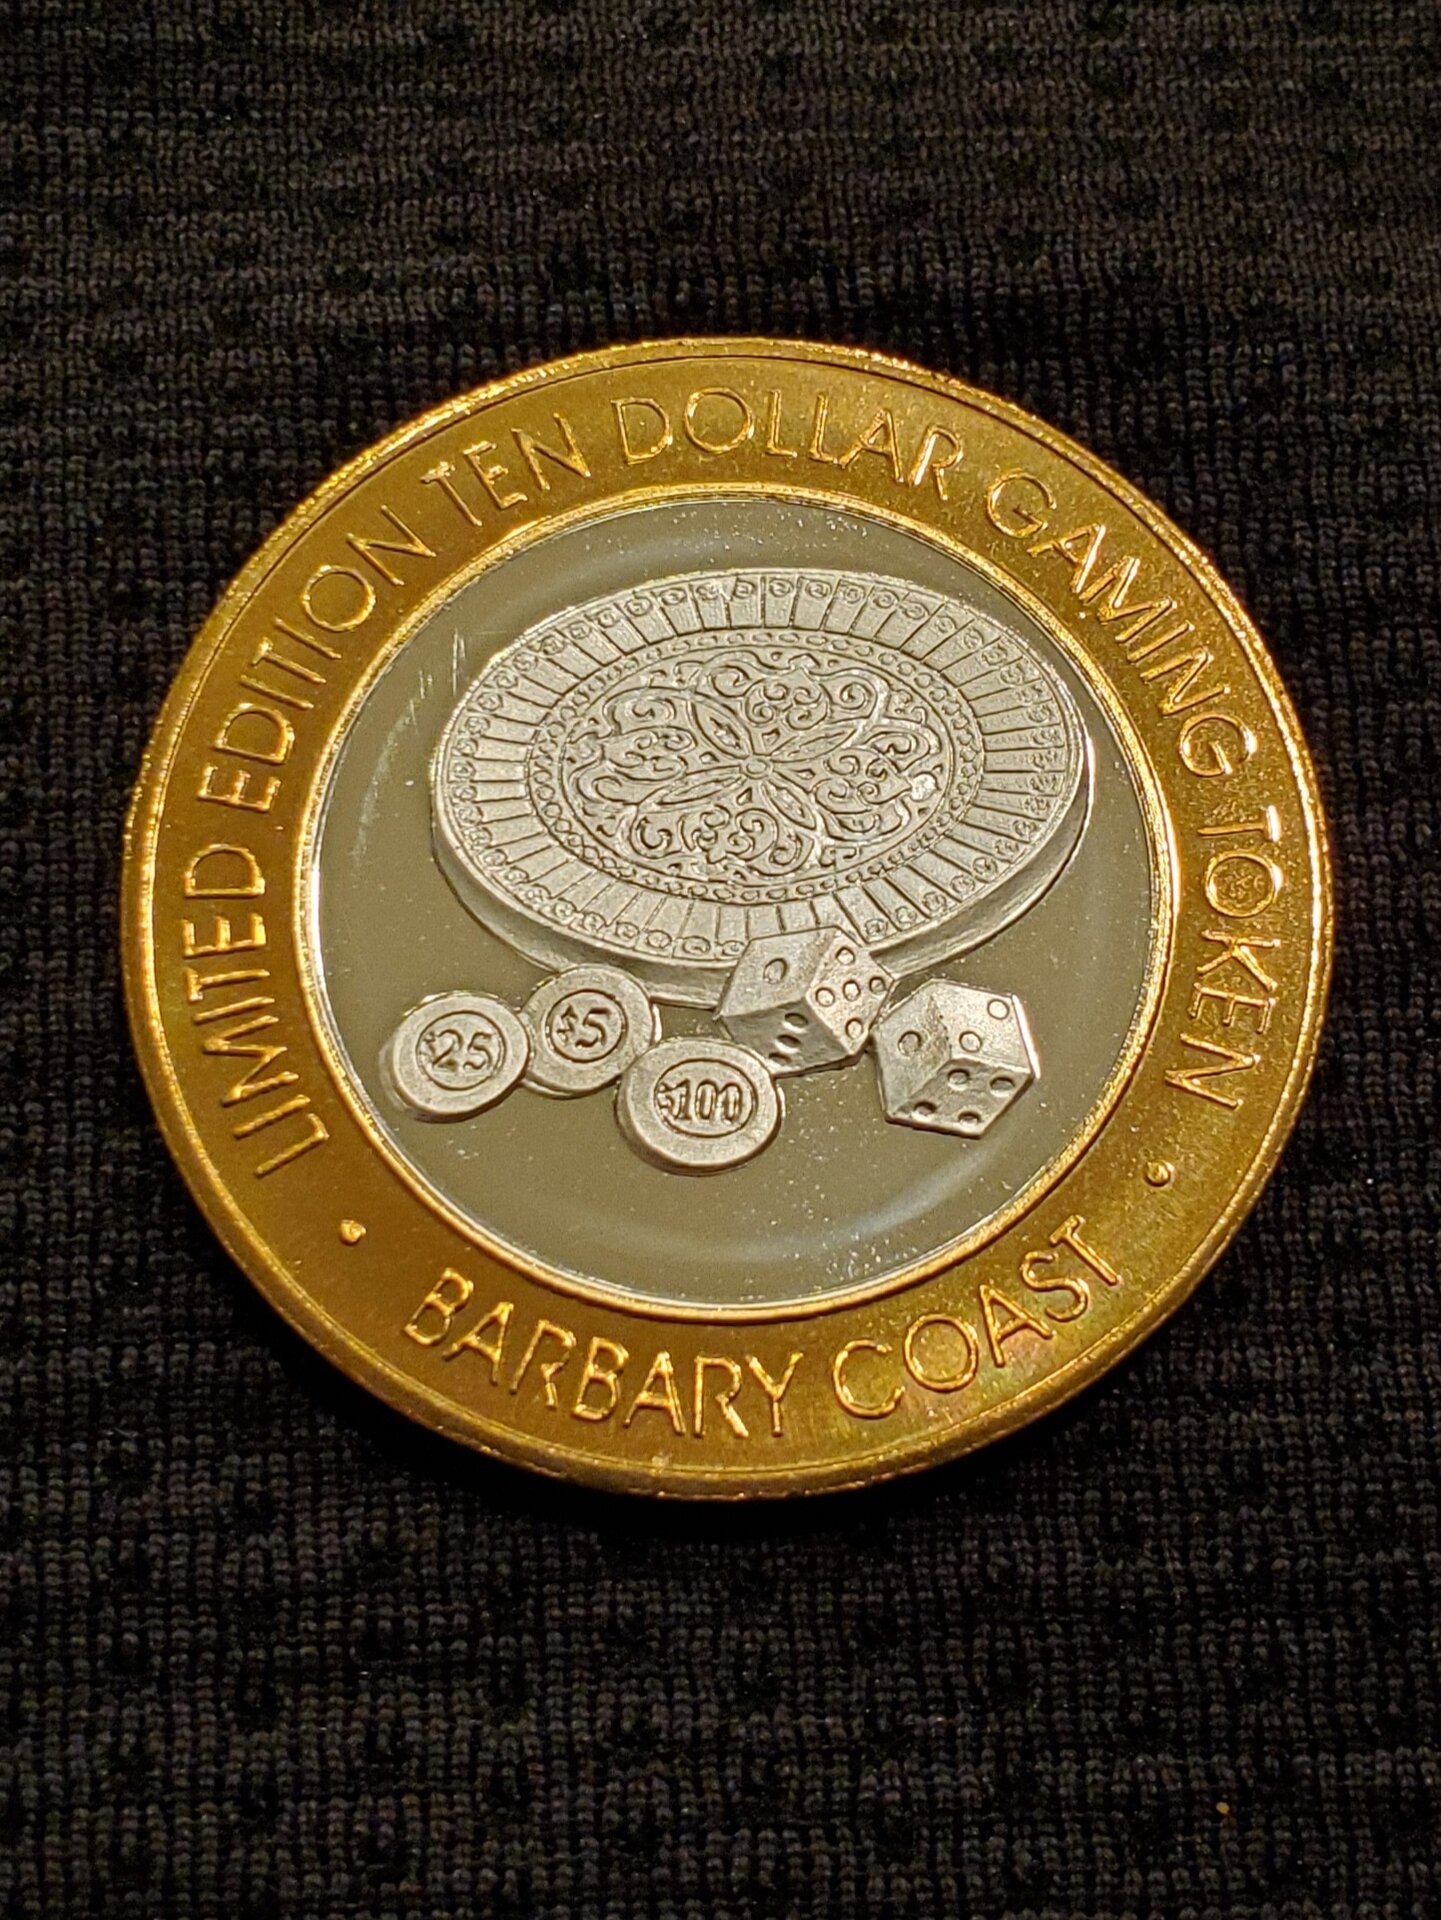 LIMITED EDITION TEN DOLLAR GAMING TOKEN
$25
$5
$100
• BARBARY COAST •